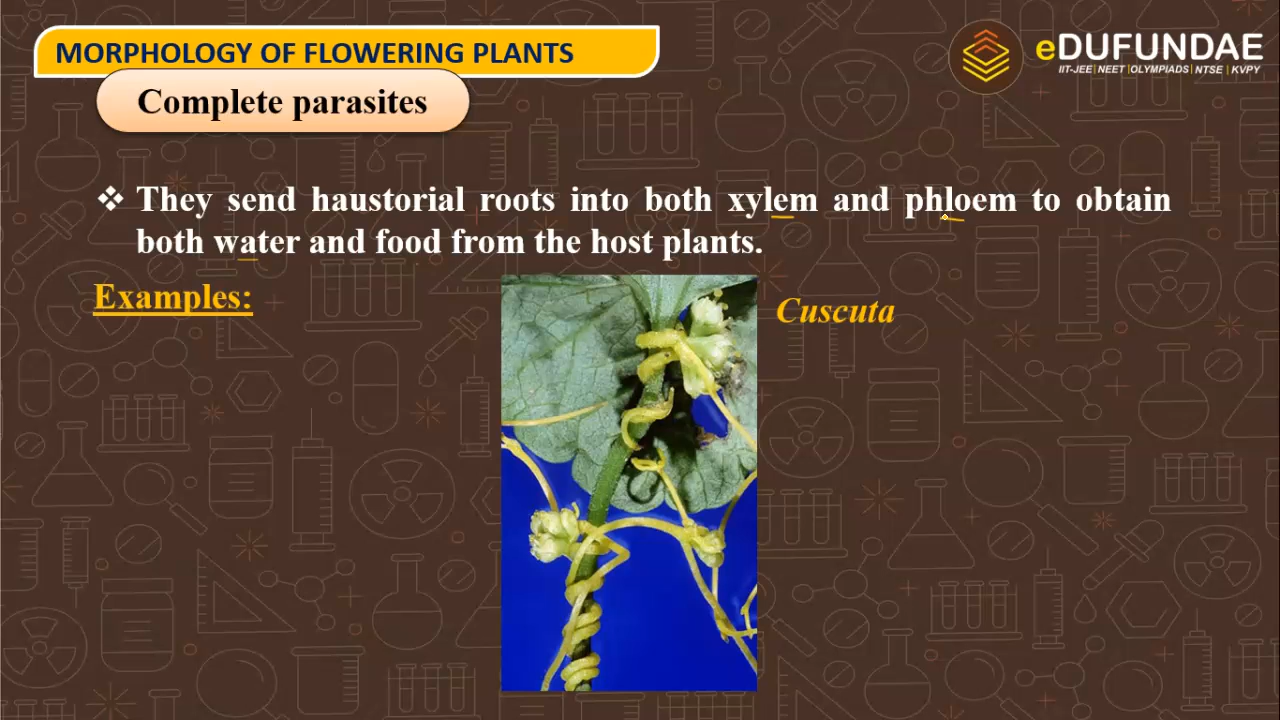 MORPHOLOGY OF FLOWERING PLANTS
eDUFUNDAE
IIT-JEE|NEET|OLYMPIADS|NTSE|KVPY
Complete parasites
❖ They send haustorial roots into both xylem and phloem to obtain
both water and food from the host plants.
Examples:
Cuscuta